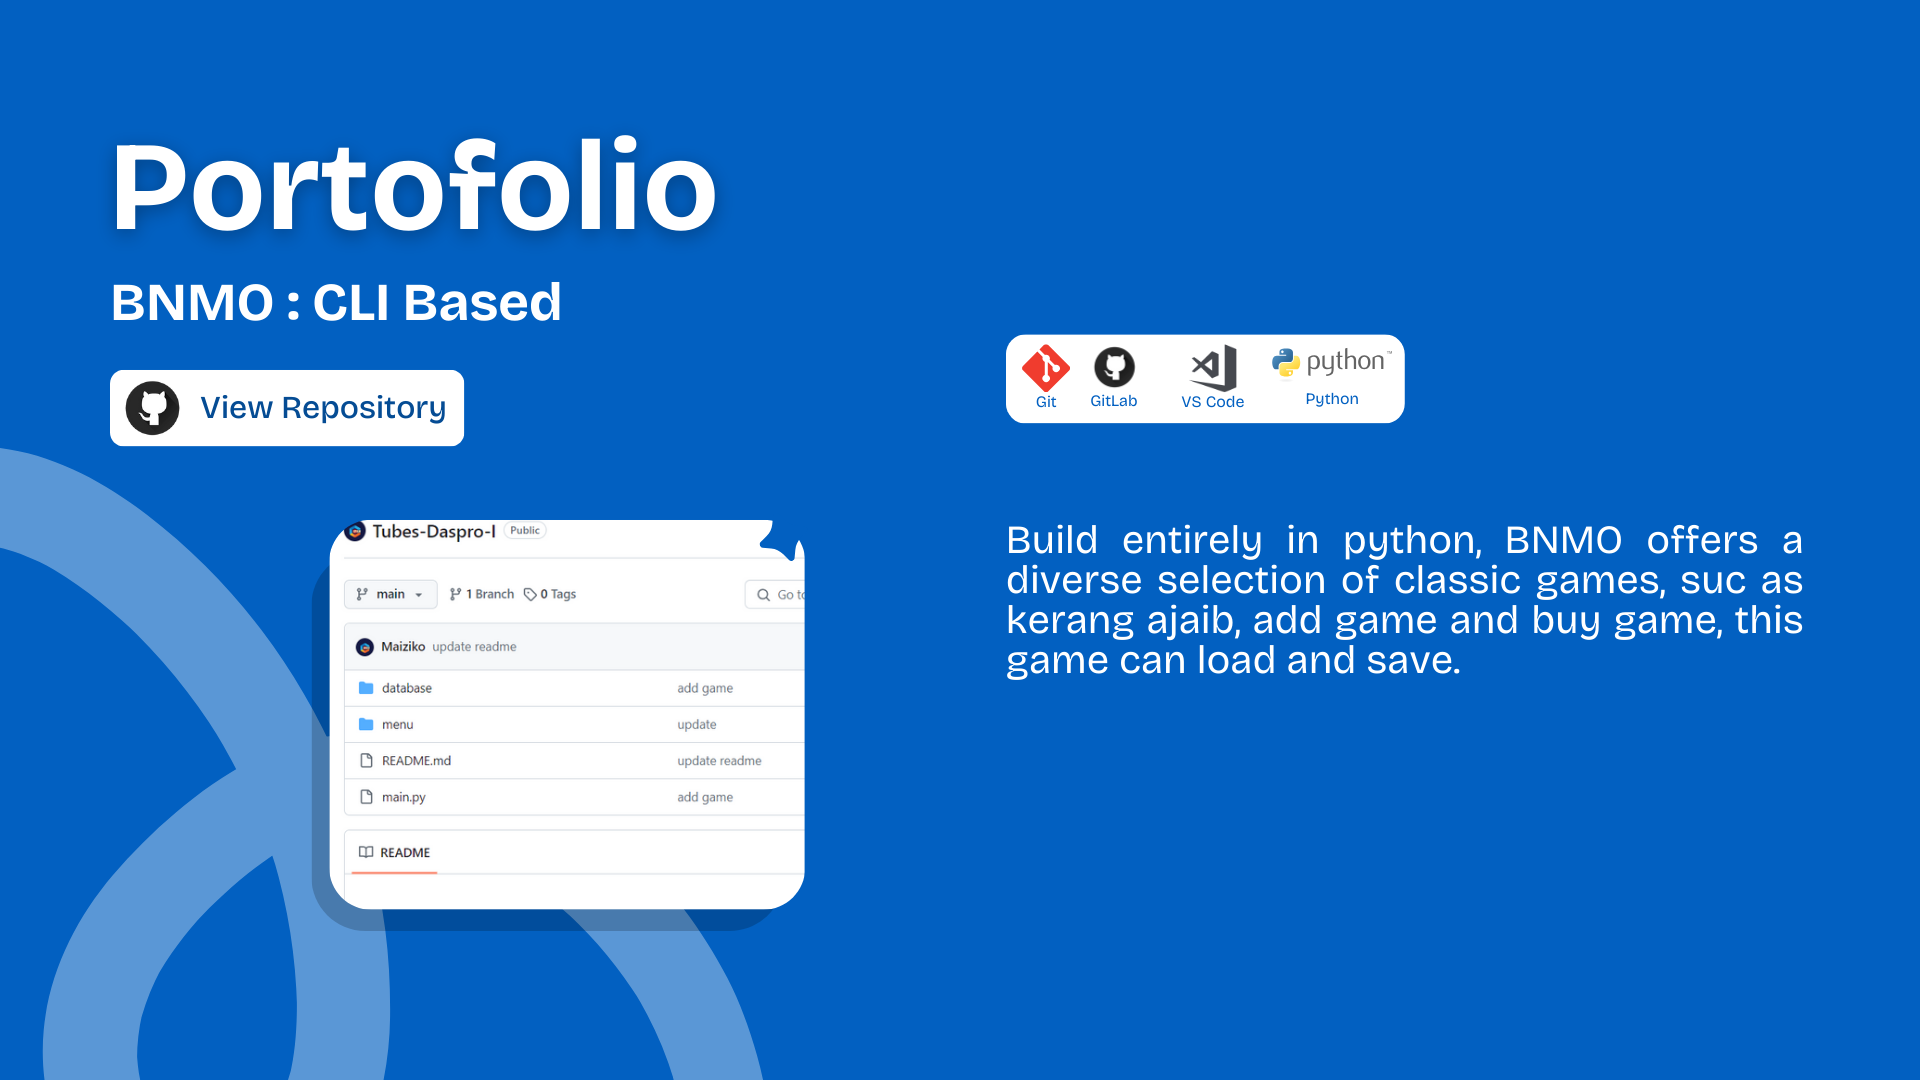 Portofolio
BNMO : CLI Based
View Repository
python™
Git GitLab VS Code Python
Tubes-Daspro-I Public
main 1 Branch 0 Tags Go to
Maiziko update readme
database add game
menu update
README.md update readme
main.py add game
README
Build entirely in python, BNMO offers a
diverse selection of classic games, suc as
kerang ajaib, add game and buy game, this
game can load and save.